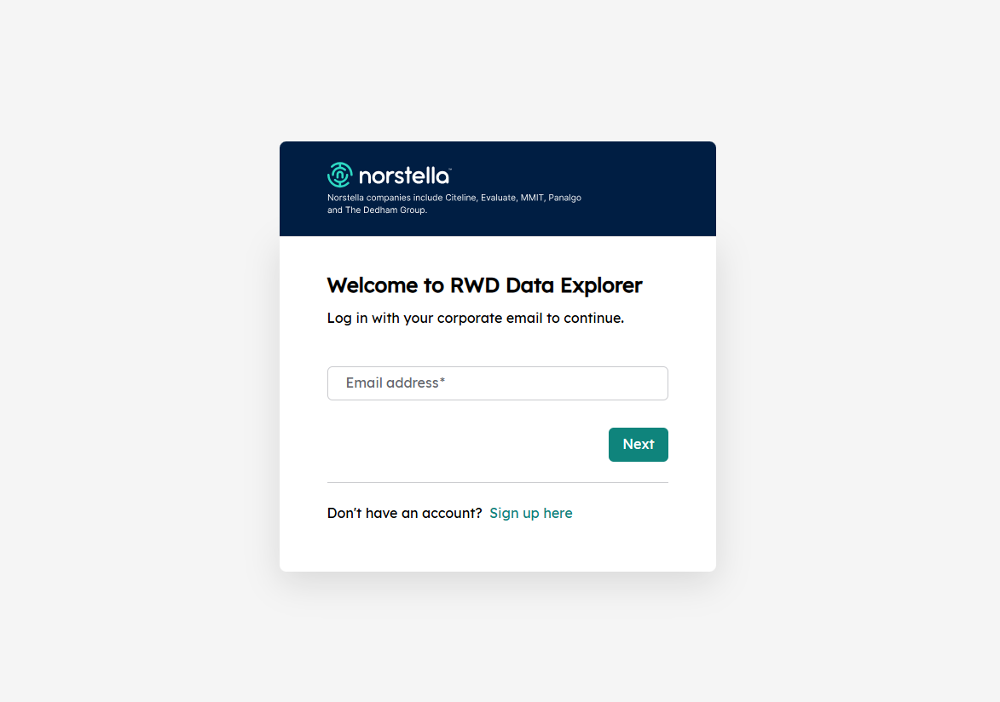 norstella™
Norstella companies include Citeline, Evaluate, MMIT, Panalgo
and The Dedham Group.
Welcome to RWD Data Explorer
Log in with your corporate email to continue.
Email address*
Next
Don't have an account? Sign up here